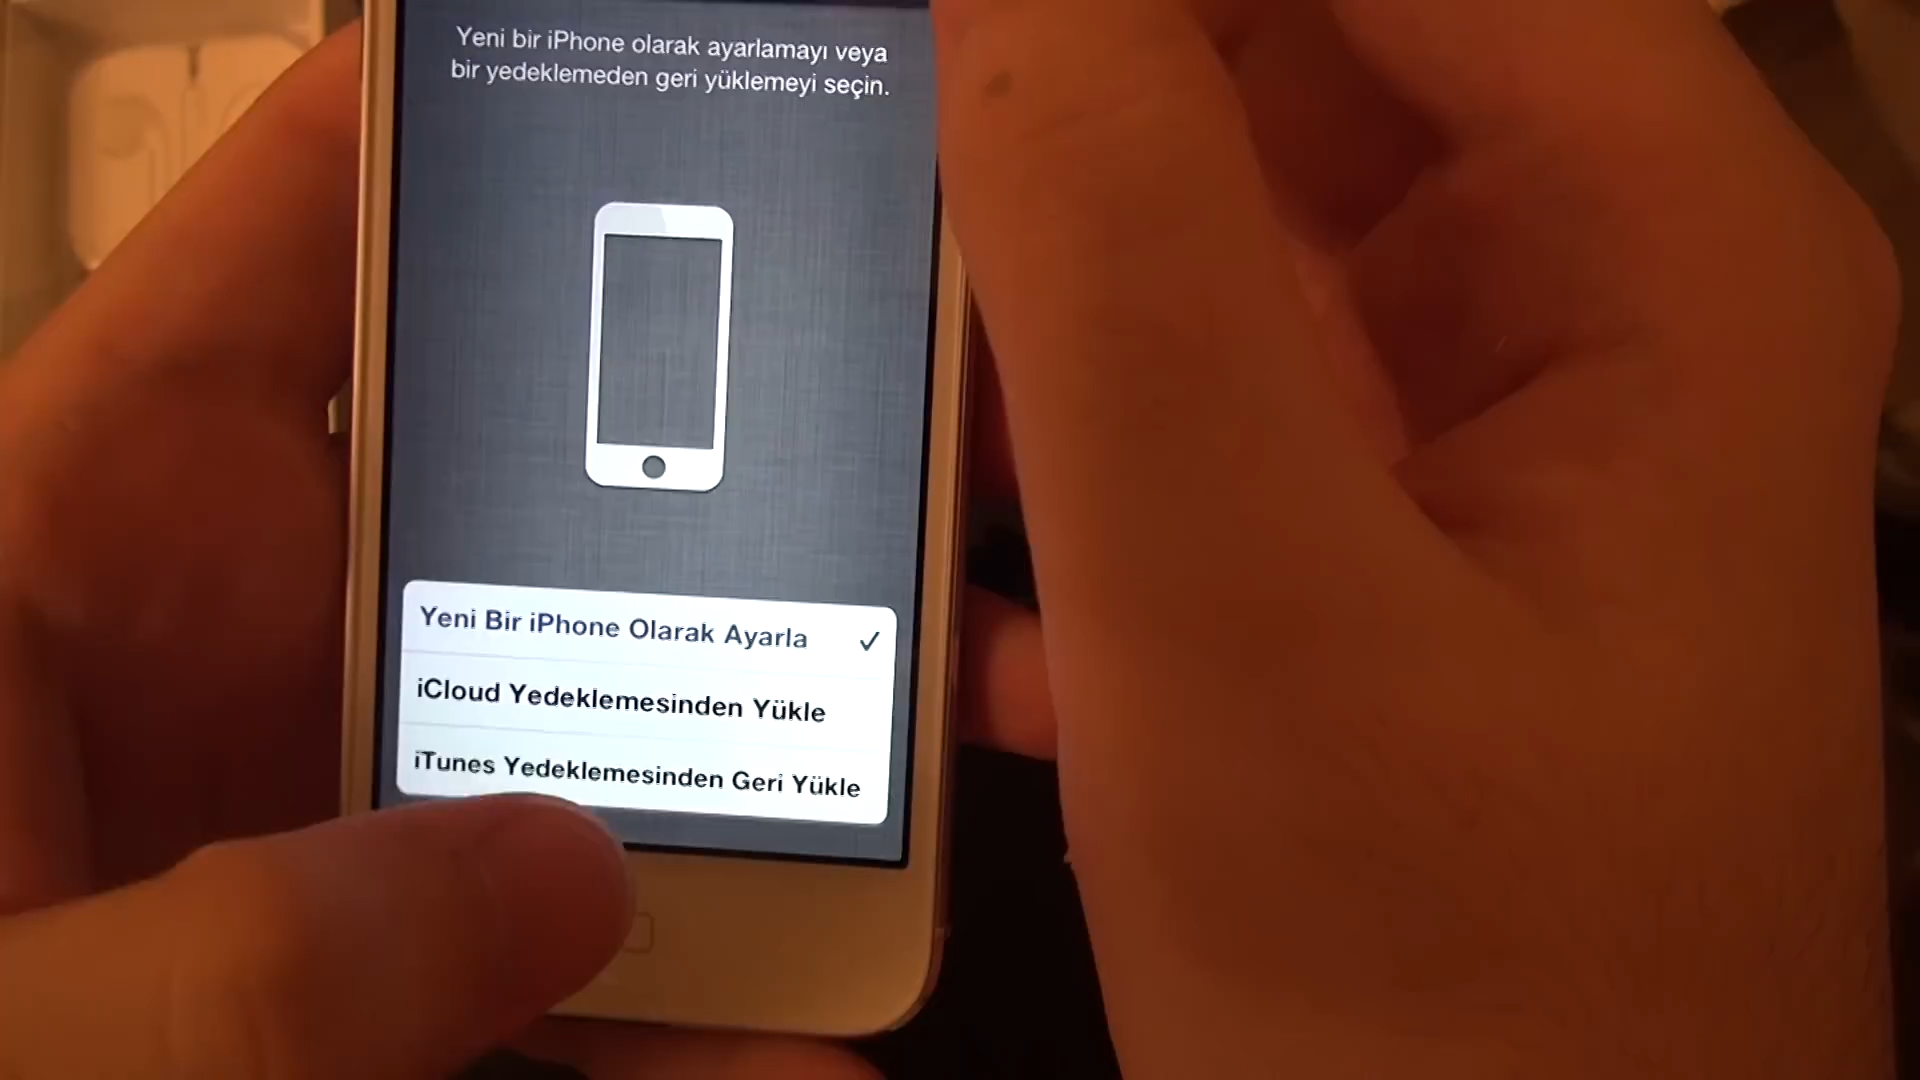 Yeni bir iPhone olarak ayarlamayı veya
bir yedeklemeden geri yüklemeyi seçin.
Yeni Bir iPhone Olarak Ayarla
iCloud Yedeklemesinden Yükle
iTunes Yedeklemesinden Geri Yükle